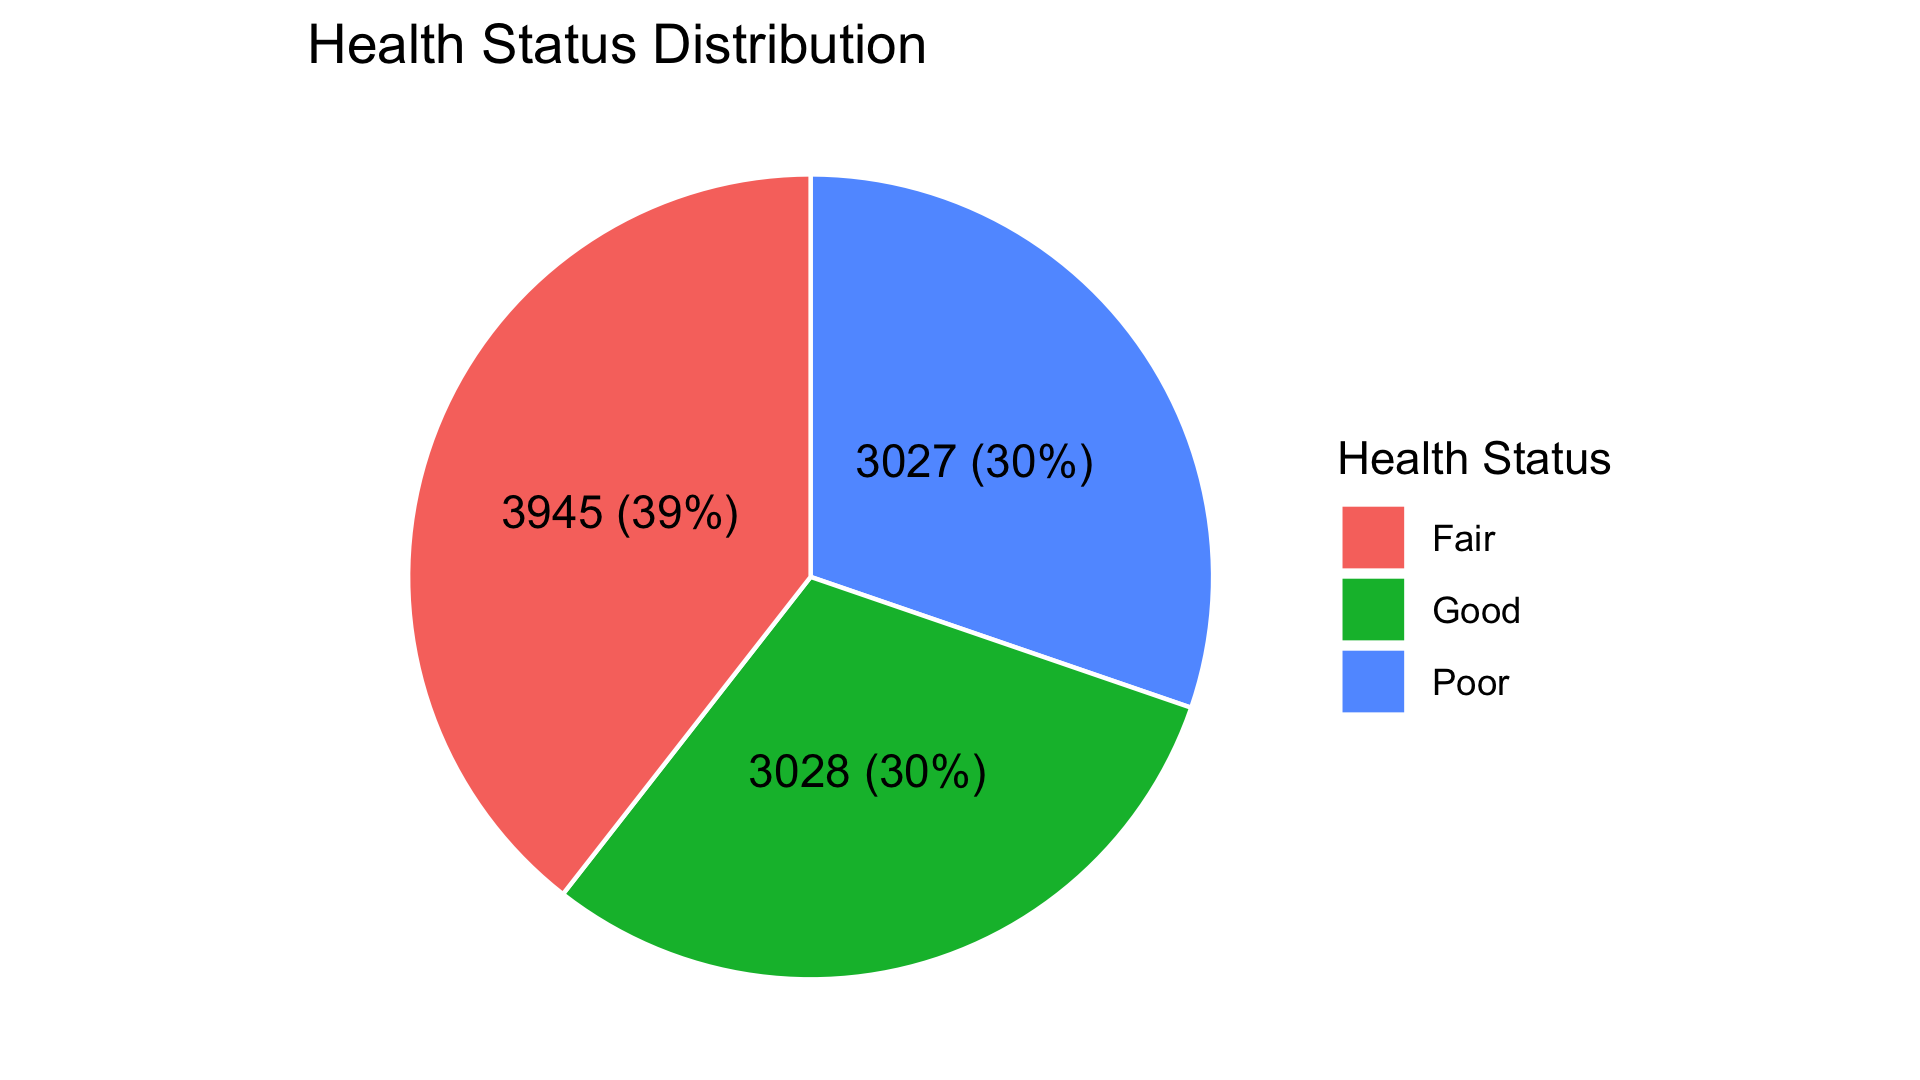 Health Status Distribution
3027 (30%)
3945 (39%)
3028 (30%)
Health Status
Fair
Good
Poor